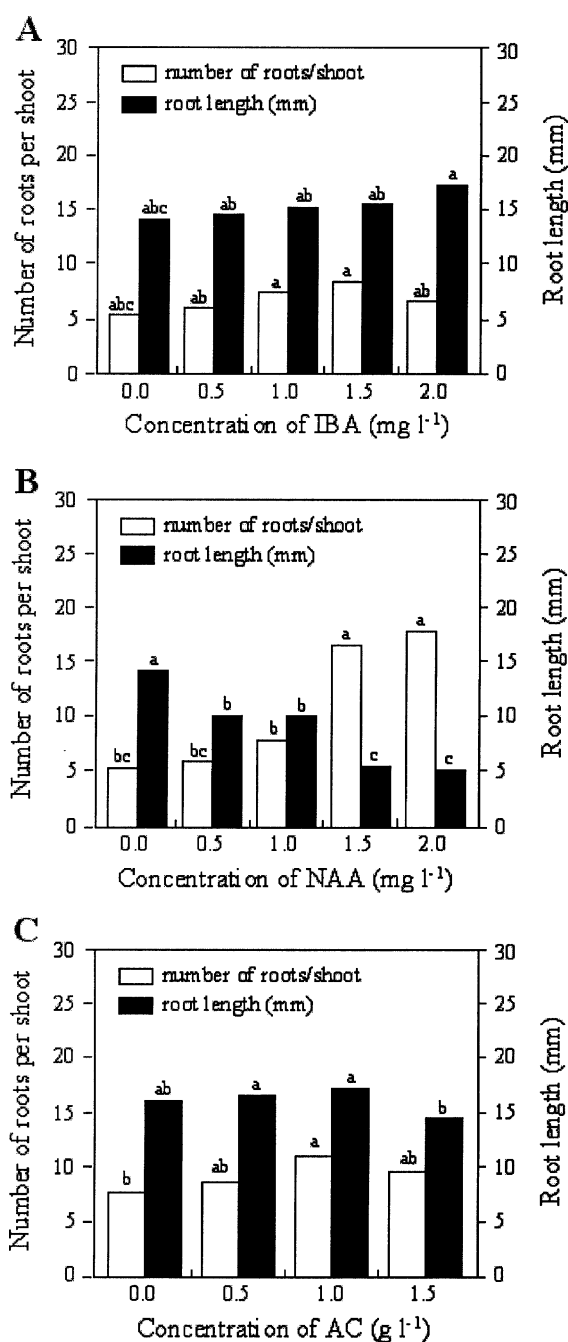 A
Number of roots per shoot
Root length (mm)
30 30
25 25
20 20
15 15
10 10
5 5
0 0
number of roots/shoot
root length (mm)
abc abc ab ab a ab a ab ab a
0.0 0.5 1.0 1.5 2.0
Concentration of IBA (mg l-1)
B
Number of roots per shoot
Root length (mm)
30 30
25 25
20 20
15 15
10 10
5 5
0 0
number of roots/shoot
root length (mm)
bc a bc b b b a c a c
0.0 0.5 1.0 1.5 2.0
Concentration of NAA (mg l-1)
C
Number of roots per shoot
Root length (mm)
30 30
25 25
20 20
15 15
10 10
5 5
0 0
number of roots/shoot
root length (mm)
b ab ab a a a ab b
0.0 0.5 1.0 1.5
Concentration of AC (g l-1)